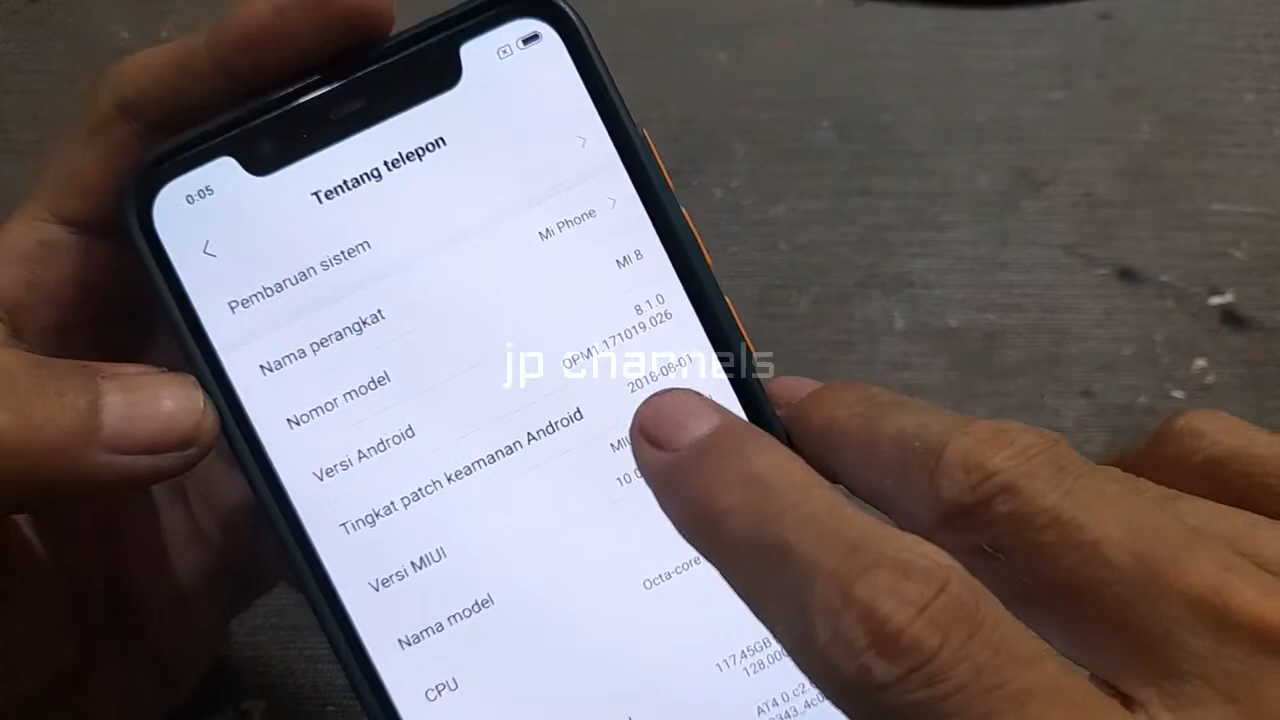 0:05
Tentang telepon
Pembaruan sistem
Nama perangkat Mi Phone
Nomor model MI 8
Versi Android 8.1.0
OPM1.171019.026
Tingkat patch keamanan Android 2018-08-01
Versi MIUI
Nama model
CPU Octa-core
117,45GB
jp channels